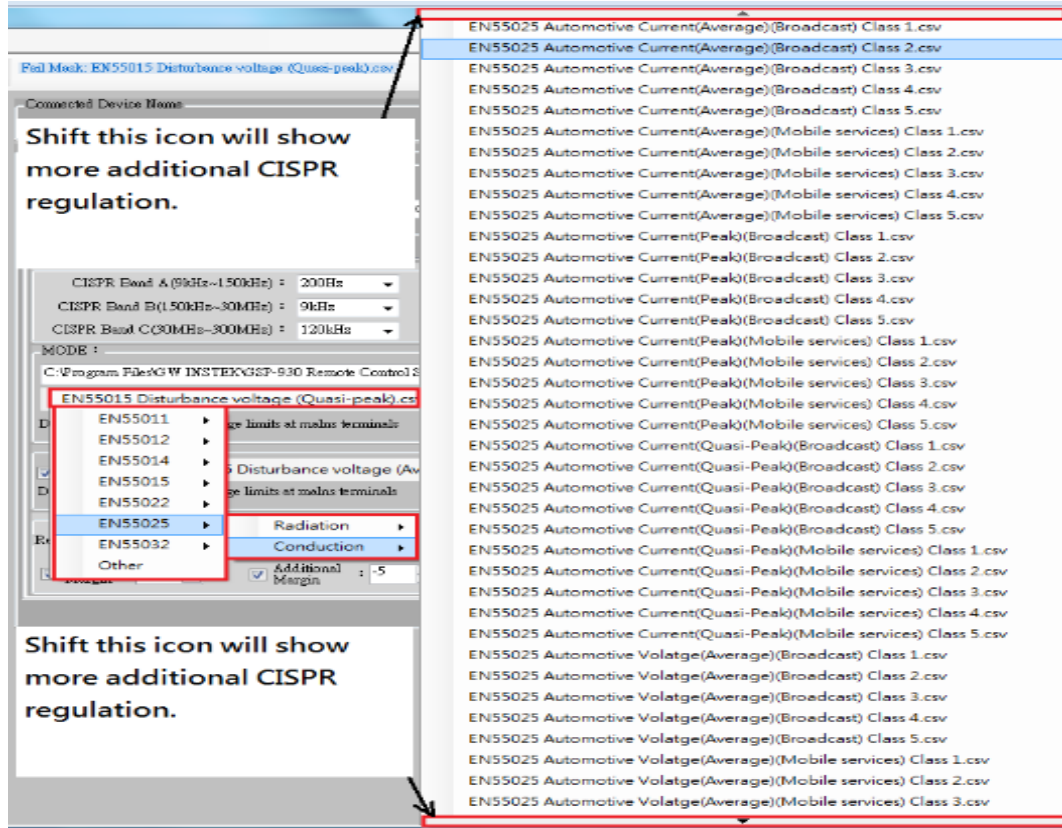 Fail Mask: EN55015 Disturbance voltage (Quasi-peak).csv
Connected Device Name
Shift this icon will show
more additional CISPR
regulation.
CISPR Band A (9kHz~150kHz) : 200Hz
CISPR Band B(150kHz~30MHz) : 9kHz
CISPR Band C(30MHz~300MHz) : 120kHz
MODE :
C:\Program Files\GW INSTEK\GSP-930 Remote Control S
EN55015 Disturbance voltage (Quasi-peak).cs
ge limits at mains terminals
EN55011
EN55012
EN55014
EN55015
EN55022
EN55025
EN55032
Other
5 Disturbance voltage (Av
ge limits at mains terminals
Radiation
Conduction
Margin
Additional
Margin : -5
Shift this icon will show
more additional CISPR
regulation.
EN55025 Automotive Current(Average)(Broadcast) Class 1.csv
EN55025 Automotive Current(Average)(Broadcast) Class 2.csv
EN55025 Automotive Current(Average)(Broadcast) Class 3.csv
EN55025 Automotive Current(Average)(Broadcast) Class 4.csv
EN55025 Automotive Current(Average)(Broadcast) Class 5.csv
EN55025 Automotive Current(Average)(Mobile services) Class 1.csv
EN55025 Automotive Current(Average)(Mobile services) Class 2.csv
EN55025 Automotive Current(Average)(Mobile services) Class 3.csv
EN55025 Automotive Current(Average)(Mobile services) Class 4.csv
EN55025 Automotive Current(Average)(Mobile services) Class 5.csv
EN55025 Automotive Current(Peak)(Broadcast) Class 1.csv
EN55025 Automotive Current(Peak)(Broadcast) Class 2.csv
EN55025 Automotive Current(Peak)(Broadcast) Class 3.csv
EN55025 Automotive Current(Peak)(Broadcast) Class 4.csv
EN55025 Automotive Current(Peak)(Broadcast) Class 5.csv
EN55025 Automotive Current(Peak)(Mobile services) Class 1.csv
EN55025 Automotive Current(Peak)(Mobile services) Class 2.csv
EN55025 Automotive Current(Peak)(Mobile services) Class 3.csv
EN55025 Automotive Current(Peak)(Mobile services) Class 4.csv
EN55025 Automotive Current(Peak)(Mobile services) Class 5.csv
EN55025 Automotive Current(Quasi-Peak)(Broadcast) Class 1.csv
EN55025 Automotive Current(Quasi-Peak)(Broadcast) Class 2.csv
EN55025 Automotive Current(Quasi-Peak)(Broadcast) Class 3.csv
EN55025 Automotive Current(Quasi-Peak)(Broadcast) Class 4.csv
EN55025 Automotive Current(Quasi-Peak)(Broadcast) Class 5.csv
EN55025 Automotive Current(Quasi-Peak)(Mobile services) Class 1.csv
EN55025 Automotive Current(Quasi-Peak)(Mobile services) Class 2.csv
EN55025 Automotive Current(Quasi-Peak)(Mobile services) Class 3.csv
EN55025 Automotive Current(Quasi-Peak)(Mobile services) Class 4.csv
EN55025 Automotive Current(Quasi-Peak)(Mobile services) Class 5.csv
EN55025 Automotive Volatge(Average)(Broadcast) Class 1.csv
EN55025 Automotive Volatge(Average)(Broadcast) Class 2.csv
EN55025 Automotive Volatge(Average)(Broadcast) Class 3.csv
EN55025 Automotive Volatge(Average)(Broadcast) Class 4.csv
EN55025 Automotive Volatge(Average)(Broadcast) Class 5.csv
EN55025 Automotive Volatge(Average)(Mobile services) Class 1.csv
EN55025 Automotive Volatge(Average)(Mobile services) Class 2.csv
EN55025 Automotive Volatge(Average)(Mobile services) Class 3.csv